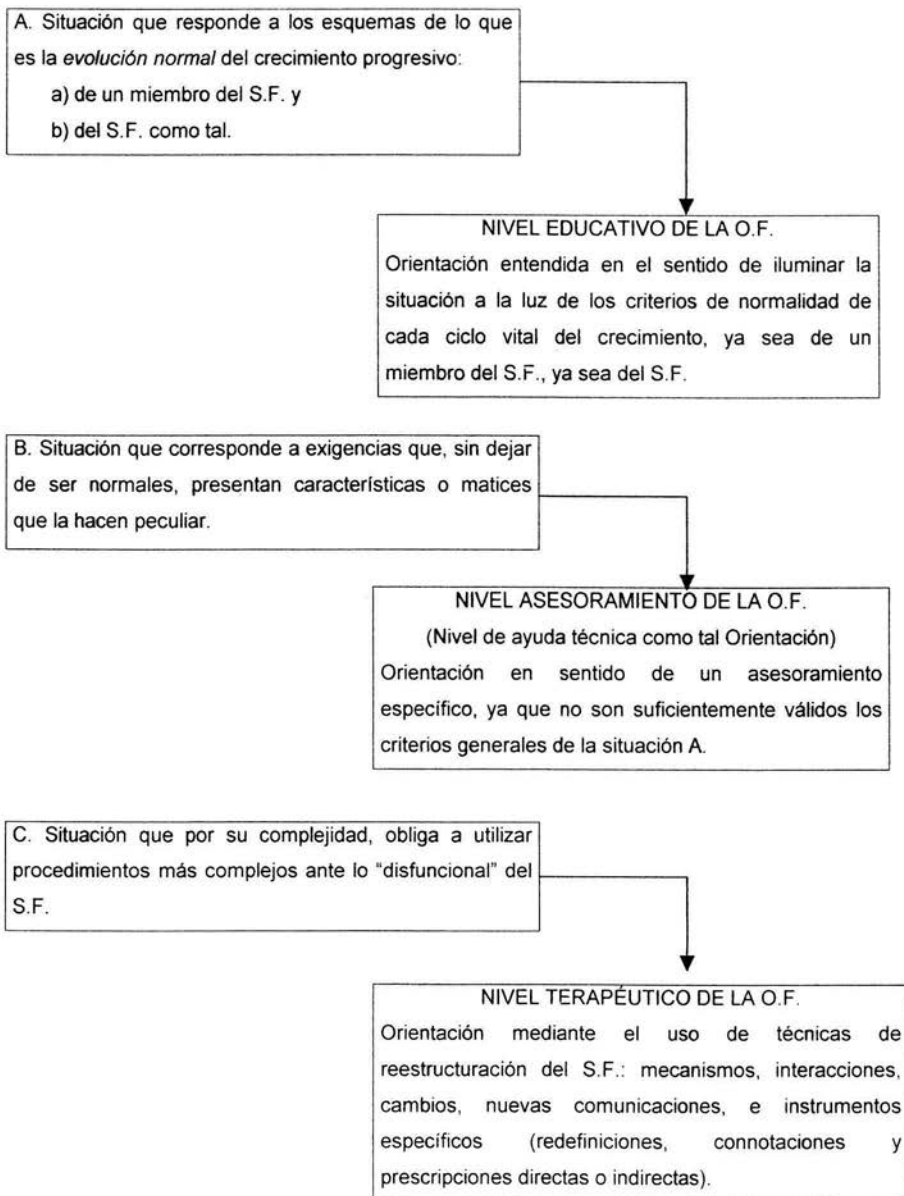 A. Situación que responde a los esquemas de lo que
es la evolución normal del crecimiento progresivo:
a) de un miembro del S.F. y
b) del S.F. como tal.
NIVEL EDUCATIVO DE LA O.F.
Orientación entendida en el sentido de iluminar la
situación a la luz de los criterios de normalidad de
cada ciclo vital del crecimiento, ya sea de un
miembro del S.F., ya sea del S.F.
B. Situación que corresponde a exigencias que, sin dejar
de ser normales, presentan características o matices
que la hacen peculiar.
NIVEL ASESORAMIENTO DE LA O.F.
(Nivel de ayuda técnica como tal Orientación)
Orientación en sentido de un asesoramiento
específico, ya que no son suficientemente válidos los
criterios generales de la situación A.
C. Situación que por su complejidad, obliga a utilizar
procedimientos más complejos ante lo “disfuncional” del
S.F.
NIVEL TERAPÉUTICO DE LA O.F.
Orientación mediante el uso de técnicas de
reestructuración del S.F.: mecanismos, interacciones,
cambios, nuevas comunicaciones, e instrumentos
específicos (redefiniciones, connotaciones y
prescripciones directas o indirectas).